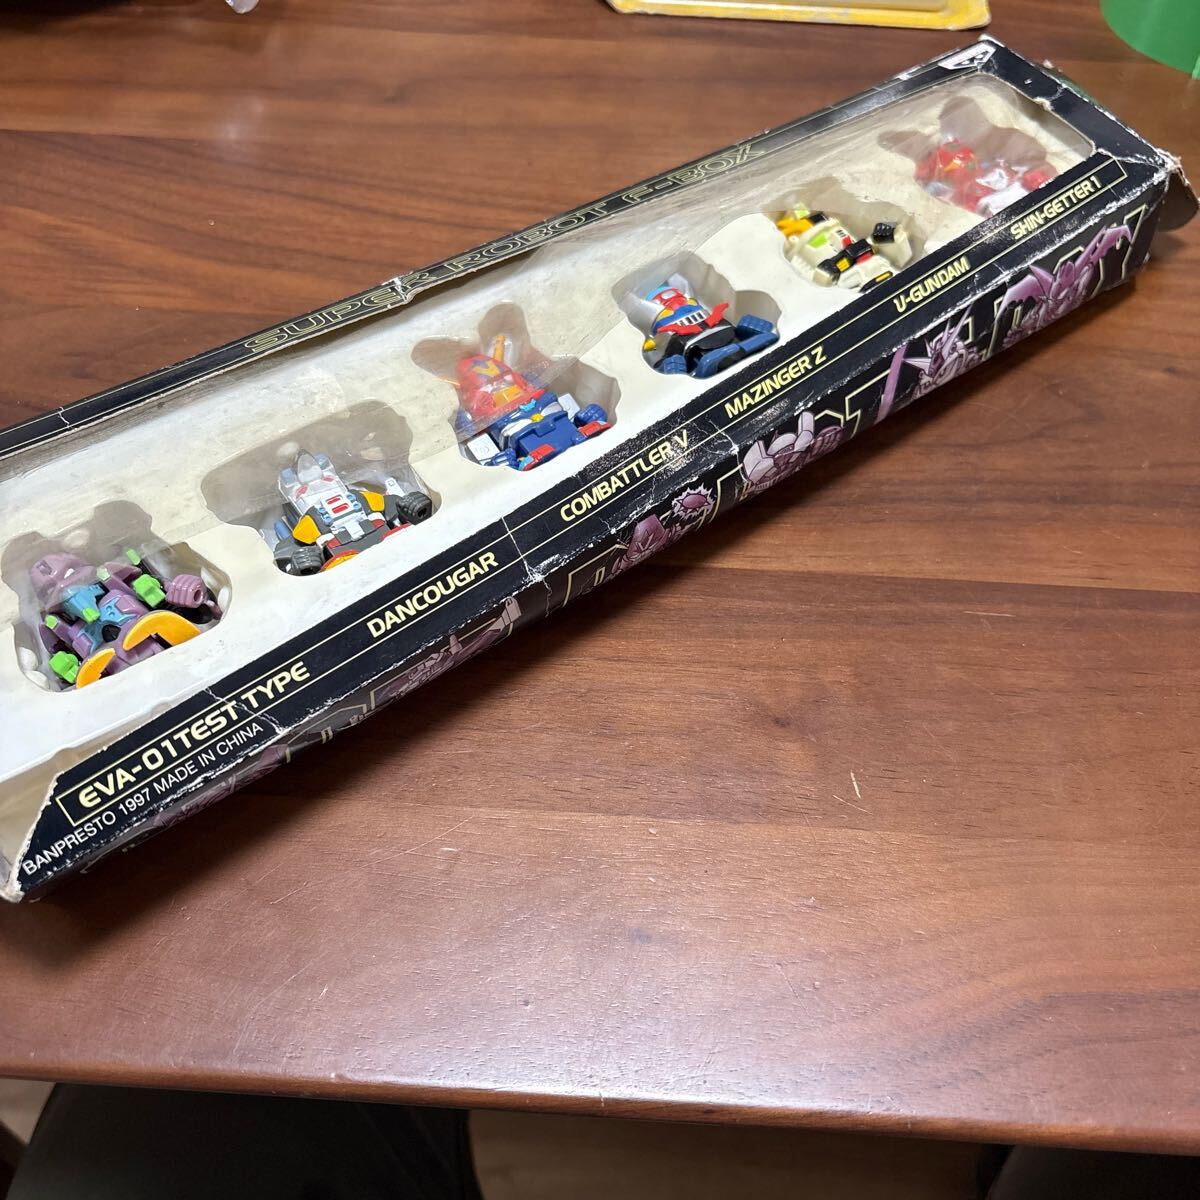 SUPER ROBOT F-BOX
EVA-01 TEST TYPE
DANCOUGAR
COMBATTLER V
MAZINGER Z
ν-GUNDAM
SHIN-GETTER 1
BANPRESTO 1997 MADE IN CHINA